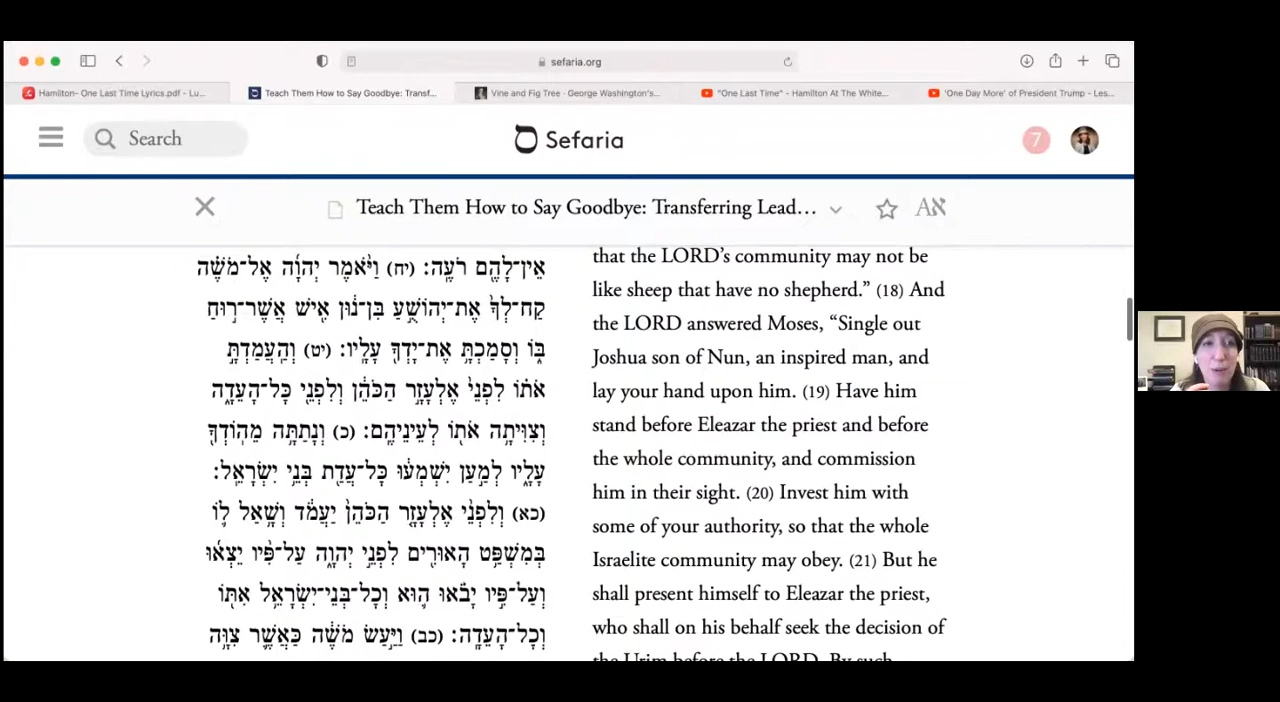 sefaria.org
Hamilton- One Last Time Lyrics.pdf - Lu...
Teach Them How to Say Goodbye: Transf...
Vine and Fig Tree · George Washington's...
"One Last Time" - Hamilton At The White...
'One Day More' of President Trump - Les...
Search
Sefaria
7
Teach Them How to Say Goodbye: Transferring Lead...
אֵין־לָהֶ֖ם רֹעֶֽה׃ (יח) וַיֹּ֨אמֶר יְהוָ֜ה אֶל־מֹשֶׁ֗ה
קַח־לְךָ֙ אֶת־יְהוֹשֻׁ֣עַ בִּן־נ֔וּן אִ֖ישׁ אֲשֶׁר־ר֣וּחַ
בּ֑וֹ וְסָמַכְתָּ֥ אֶת־יָדְךָ֖ עָלָֽיו׃ (יט) וְהַֽעֲמַדְתָּ֣
אֹת֗וֹ לִפְנֵי֙ אֶלְעָזָ֣ר הַכֹּהֵ֔ן וְלִפְנֵ֖י כָּל־הָעֵדָ֑ה
וְצִוִּיתָ֥ה אֹת֖וֹ לְעֵינֵיהֶֽם׃ (כ) וְנָתַתָּ֥ה מֵהֽוֹדְךָ֖
עָלָ֑יו לְמַ֣עַן יִשְׁמְע֔וּ כָּל־עֲדַ֖ת בְּנֵ֥י יִשְׂרָאֵֽל׃
(כא) וְלִפְנֵ֨י אֶלְעָזָ֤ר הַכֹּהֵן֙ יַעֲמֹ֔ד וְשָׁ֥אַל ל֛וֹ
בְּמִשְׁפַּ֥ט הָאוּרִ֖ים לִפְנֵ֣י יְהוָ֑ה עַל־פִּ֨יו יֵצְא֜וּ
וְעַל־פִּ֣יו יָבֹ֗אוּ ה֛וּא וְכָל־בְּנֵי־יִשְׂרָאֵ֥ל אִתּ֖וֹ
וְכָל־הָעֵדָֽה׃ (כב) וַיַּ֣עַשׂ מֹשֶׁ֔ה כַּאֲשֶׁ֛ר צִוָּ֥ה
that the LORD's community may not be
like sheep that have no shepherd." (18) And
the LORD answered Moses, "Single out
Joshua son of Nun, an inspired man, and
lay your hand upon him. (19) Have him
stand before Eleazar the priest and before
the whole community, and commission
him in their sight. (20) Invest him with
some of your authority, so that the whole
Israelite community may obey. (21) But he
shall present himself to Eleazar the priest,
who shall on his behalf seek the decision of
the Urim before the LORD. By such